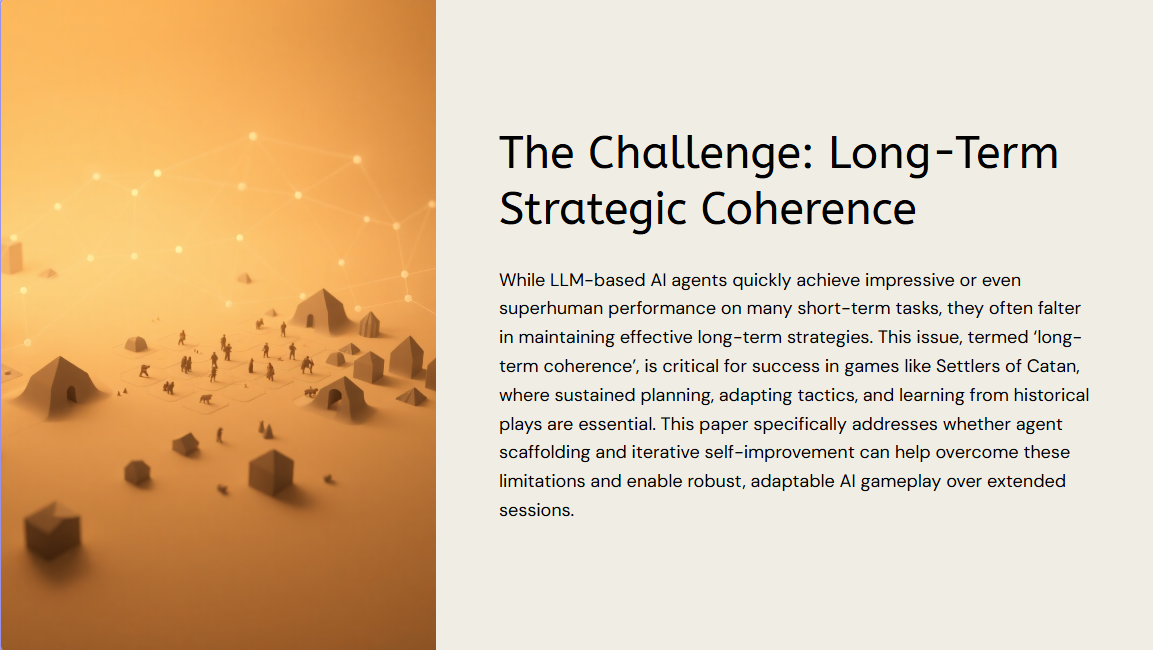 The Challenge: Long-Term
Strategic Coherence
While LLM-based AI agents quickly achieve impressive or even
superhuman performance on many short-term tasks, they often falter
in maintaining effective long-term strategies. This issue, termed ‘long-
term coherence’, is critical for success in games like Settlers of Catan,
where sustained planning, adapting tactics, and learning from historical
plays are essential. This paper specifically addresses whether agent
scaffolding and iterative self-improvement can help overcome these
limitations and enable robust, adaptable AI gameplay over extended
sessions.